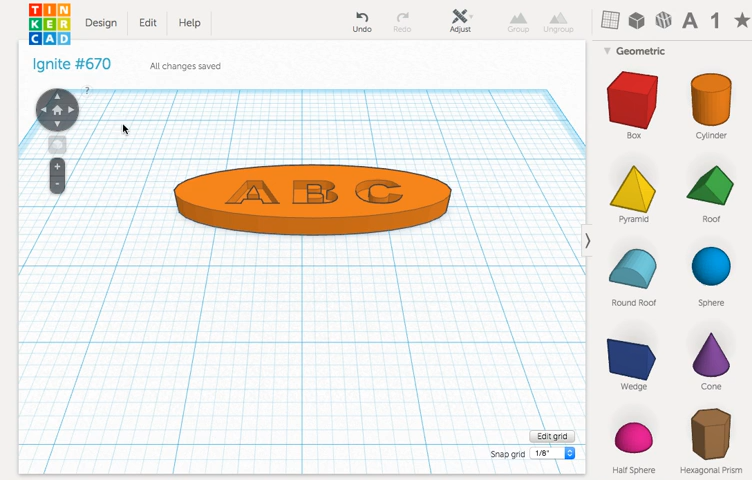 TIN
KER
CAD
Design
Edit
Help
Undo
Redo
Adjust
Group
Ungroup
A
1
Ignite #670
All changes saved
?
+
-
A B C
Geometric
Box
Cylinder
Pyramid
Roof
Round Roof
Sphere
Wedge
Cone
Half Sphere
Hexagonal Prism
Edit grid
Snap grid 1/8"